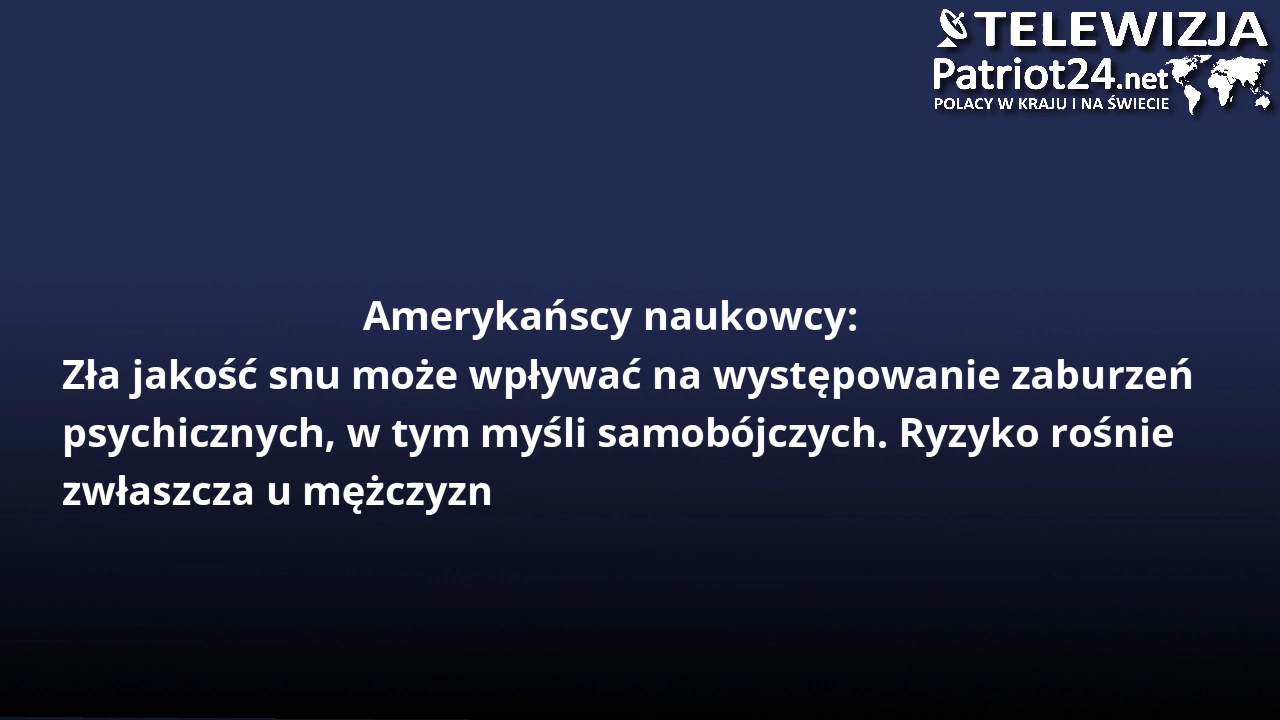 TELEWIZJA
Patriot24.net
POLACY W KRAJU I NA ŚWIECIE
Amerykańscy naukowcy:
Zła jakość snu może wpływać na występowanie zaburzeń
psychicznych, w tym myśli samobójczych. Ryzyko rośnie
zwłaszcza u mężczyzn